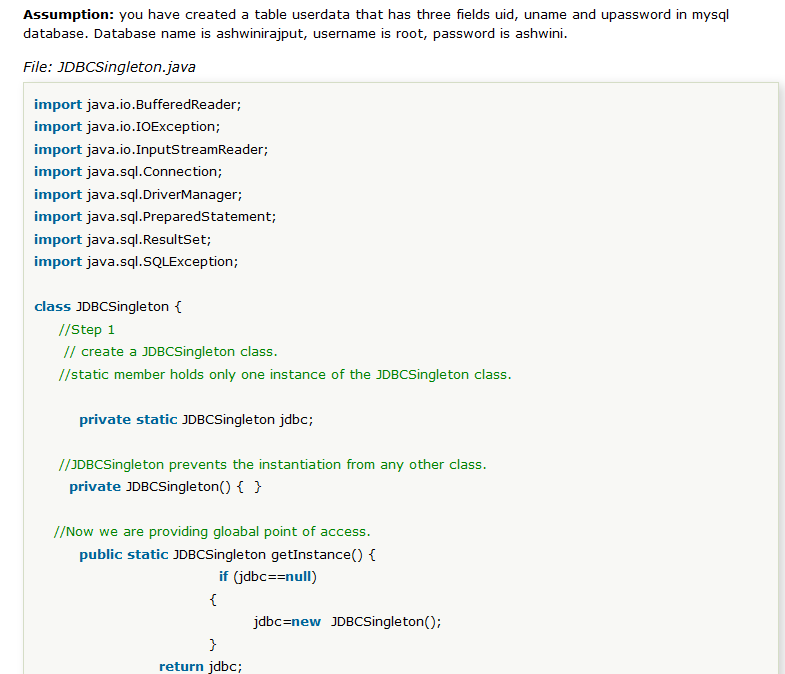 Assumption: you have created a table userdata that has three fields uid, uname and upassword in mysql
database. Database name is ashwinirajput, username is root, password is ashwini.
File: JDBCSingleton.java
import java.io.BufferedReader;
import java.io.IOException;
import java.io.InputStreamReader;
import java.sql.Connection;
import java.sql.DriverManager;
import java.sql.PreparedStatement;
import java.sql.ResultSet;
import java.sql.SQLException;
class JDBCSingleton {
//Step 1
// create a JDBCSingleton class.
//static member holds only one instance of the JDBCSingleton class.
private static JDBCSingleton jdbc;
//JDBCSingleton prevents the instantiation from any other class.
private JDBCSingleton() { }
//Now we are providing gloabal point of access.
public static JDBCSingleton getInstance() {
if (jdbc==null)
{
jdbc=new JDBCSingleton();
}
return jdbc;